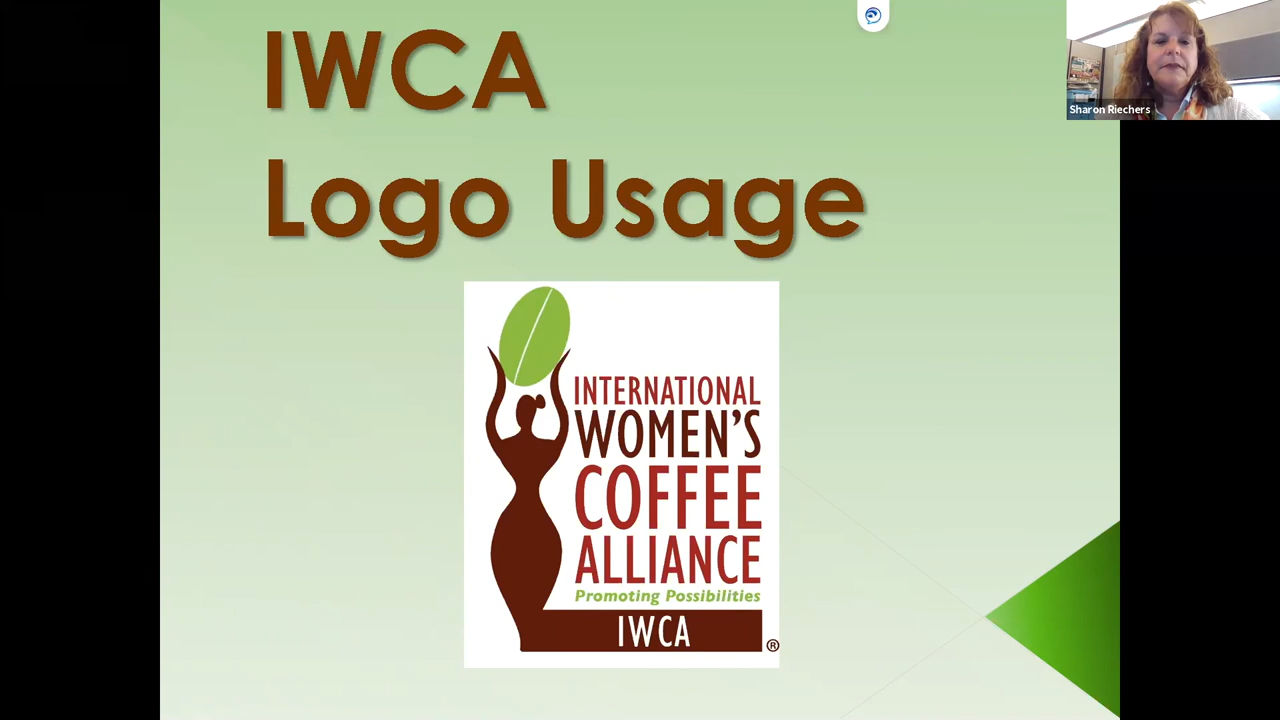 IWCA
Logo Usage
Sharon Riechers
INTERNATIONAL
WOMEN'S
COFFEE
ALLIANCE
Promoting Possibilities
IWCA ®